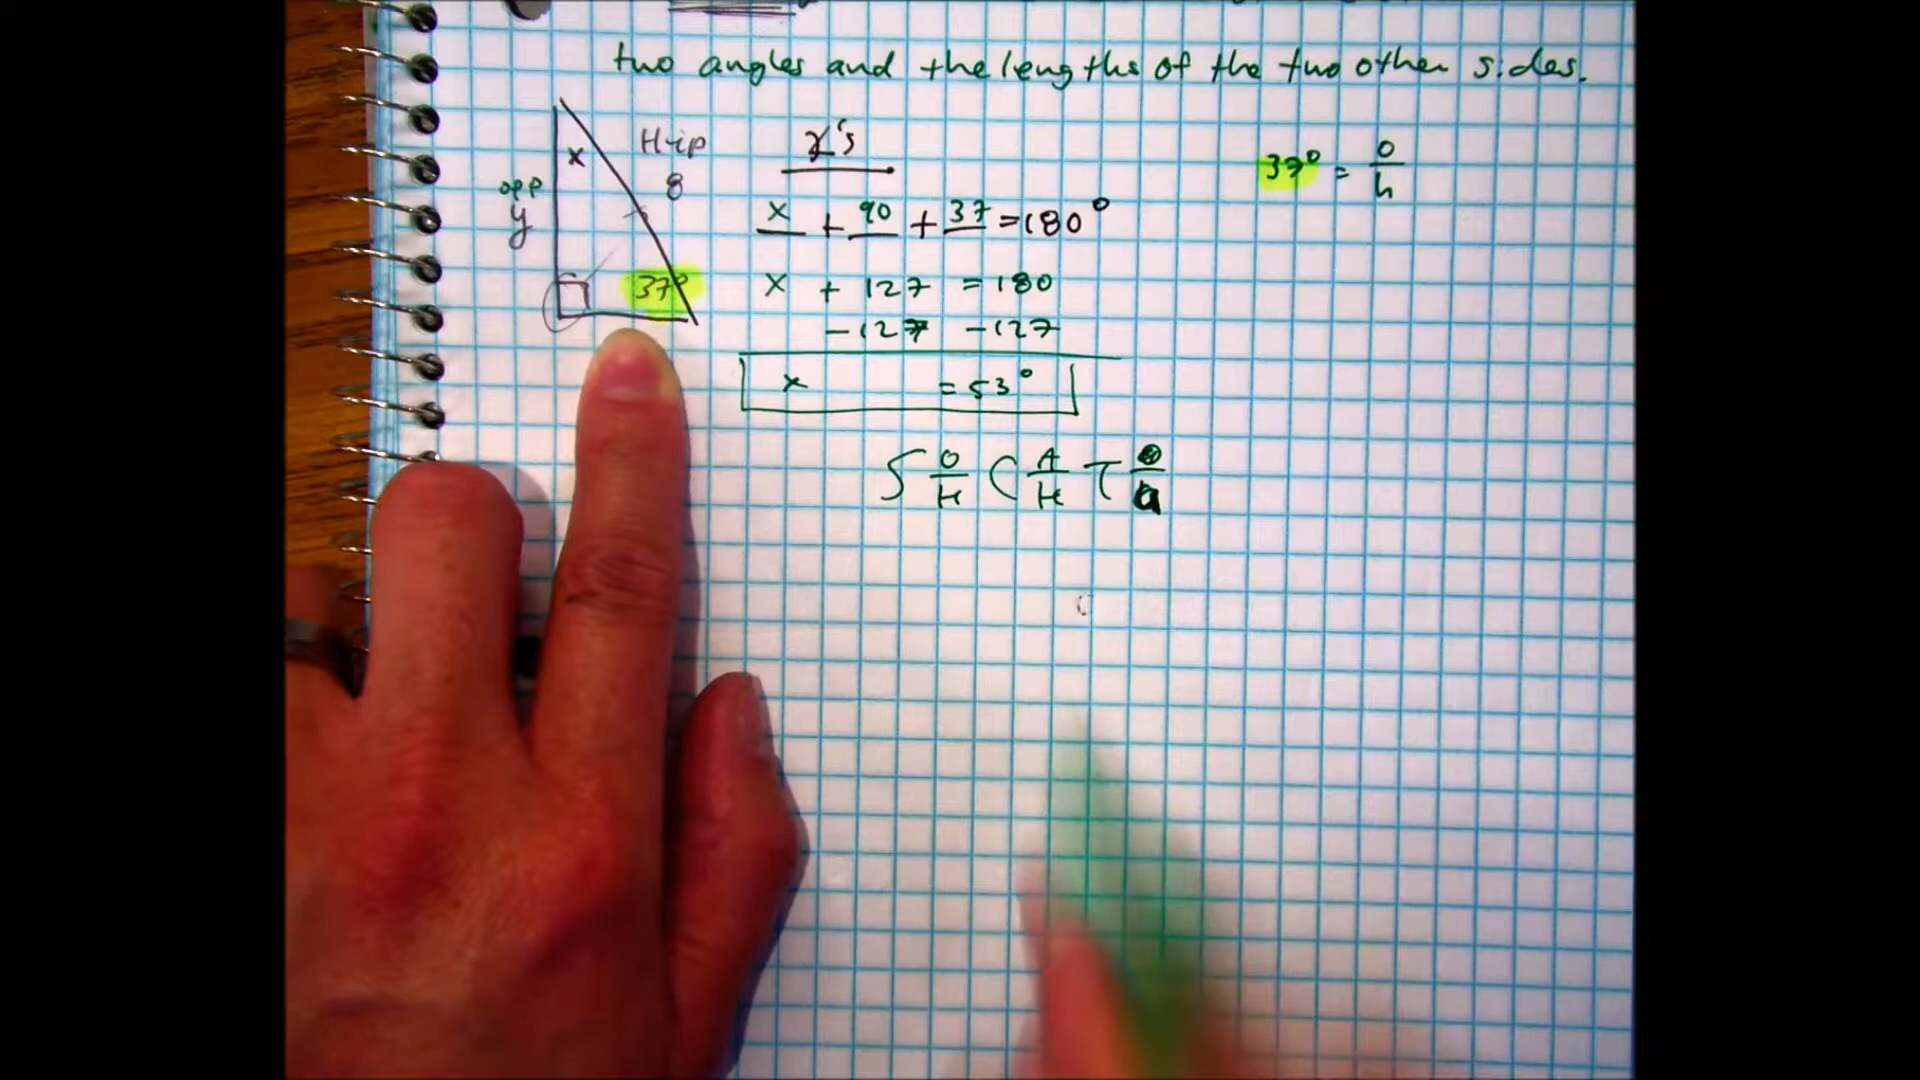 two angles and the lengths of the two other sides.
x
Hyp
8
opp
y
37°
x + 90 + 37 = 180°
x + 127 = 180
-127 -127
x = 53°
S O/H C A/H T O/A
37° = O/h